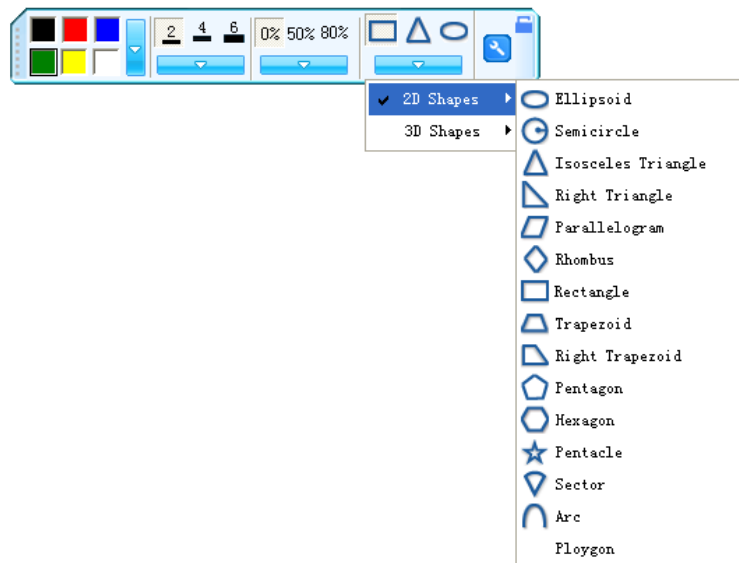 2 4 6 0% 50% 80%
2D Shapes
3D Shapes
Ellipsoid
Semicircle
Isosceles Triangle
Right Triangle
Parallelogram
Rhombus
Rectangle
Trapezoid
Right Trapezoid
Pentagon
Hexagon
Pentacle
Sector
Arc
Ploygon